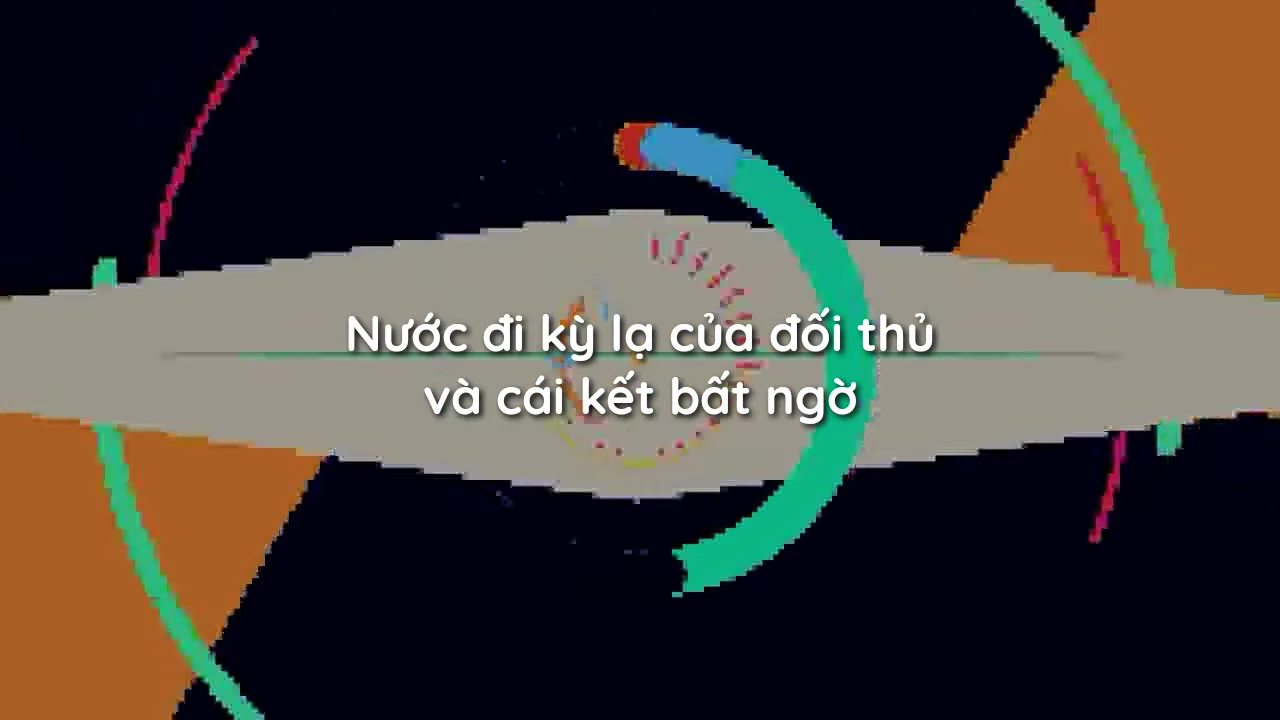 Nước đi kỳ lạ của đối thủ
và cái kết bất ngờ